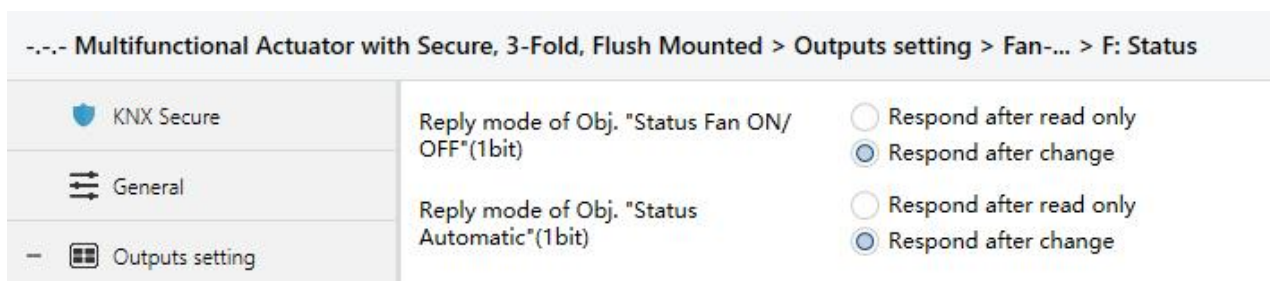 -.-.- Multifunctional Actuator with Secure, 3-Fold, Flush Mounted > Outputs setting > Fan-... > F: Status
KNX Secure
General
− Outputs setting
Reply mode of Obj. "Status Fan ON/
OFF"(1bit)
Respond after read only
Respond after change
Reply mode of Obj. "Status
Automatic"(1bit)
Respond after read only
Respond after change